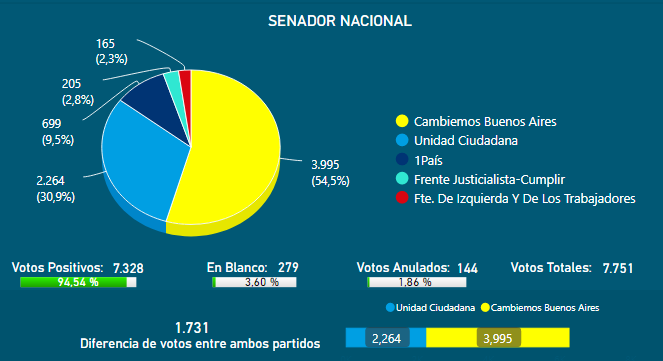 SENADOR NACIONAL
165
(2,3%)
205
(2,8%)
699
(9,5%)
2.264
(30,9%)
3.995
(54,5%)
Cambiemos Buenos Aires
Unidad Ciudadana
1País
Frente Justicialista-Cumplir
Fte. De Izquierda Y De Los Trabajadores
Votos Positivos: 7.328
94,54 %
En Blanco: 279
3,60 %
Votos Anulados: 144
1,86 %
Votos Totales: 7.751
Unidad Ciudadana Cambiemos Buenos Aires
1.731
Diferencia de votos entre ambos partidos
2,264 3,995